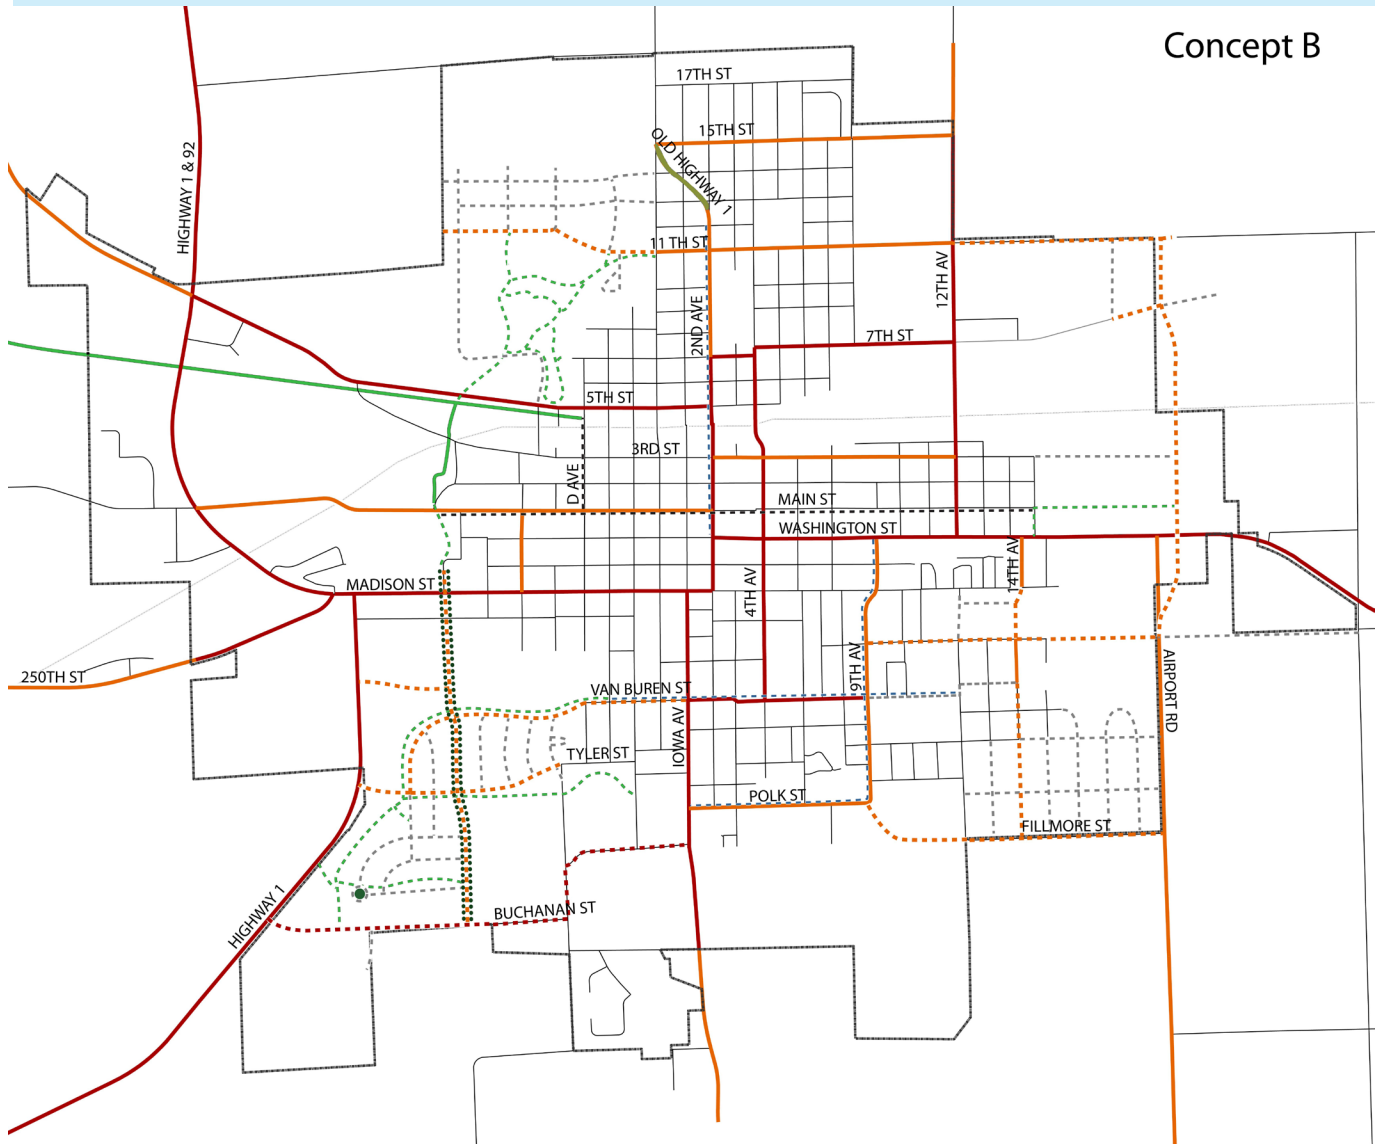 Concept B
17TH ST
15TH ST
OLD HIGHWAY 1
HIGHWAY 1 & 92
11 TH ST
12TH AV
2ND AVE
7TH ST
5TH ST
3RD ST
D AVE
MAIN ST
WASHINGTON ST
MADISON ST
4TH AV
14TH AV
250TH ST
9TH AV
AIRPORT RD
VAN BUREN ST
IOWA AV
TYLER ST
POLK ST
FILLMORE ST
BUCHANAN ST
HIGHWAY 1